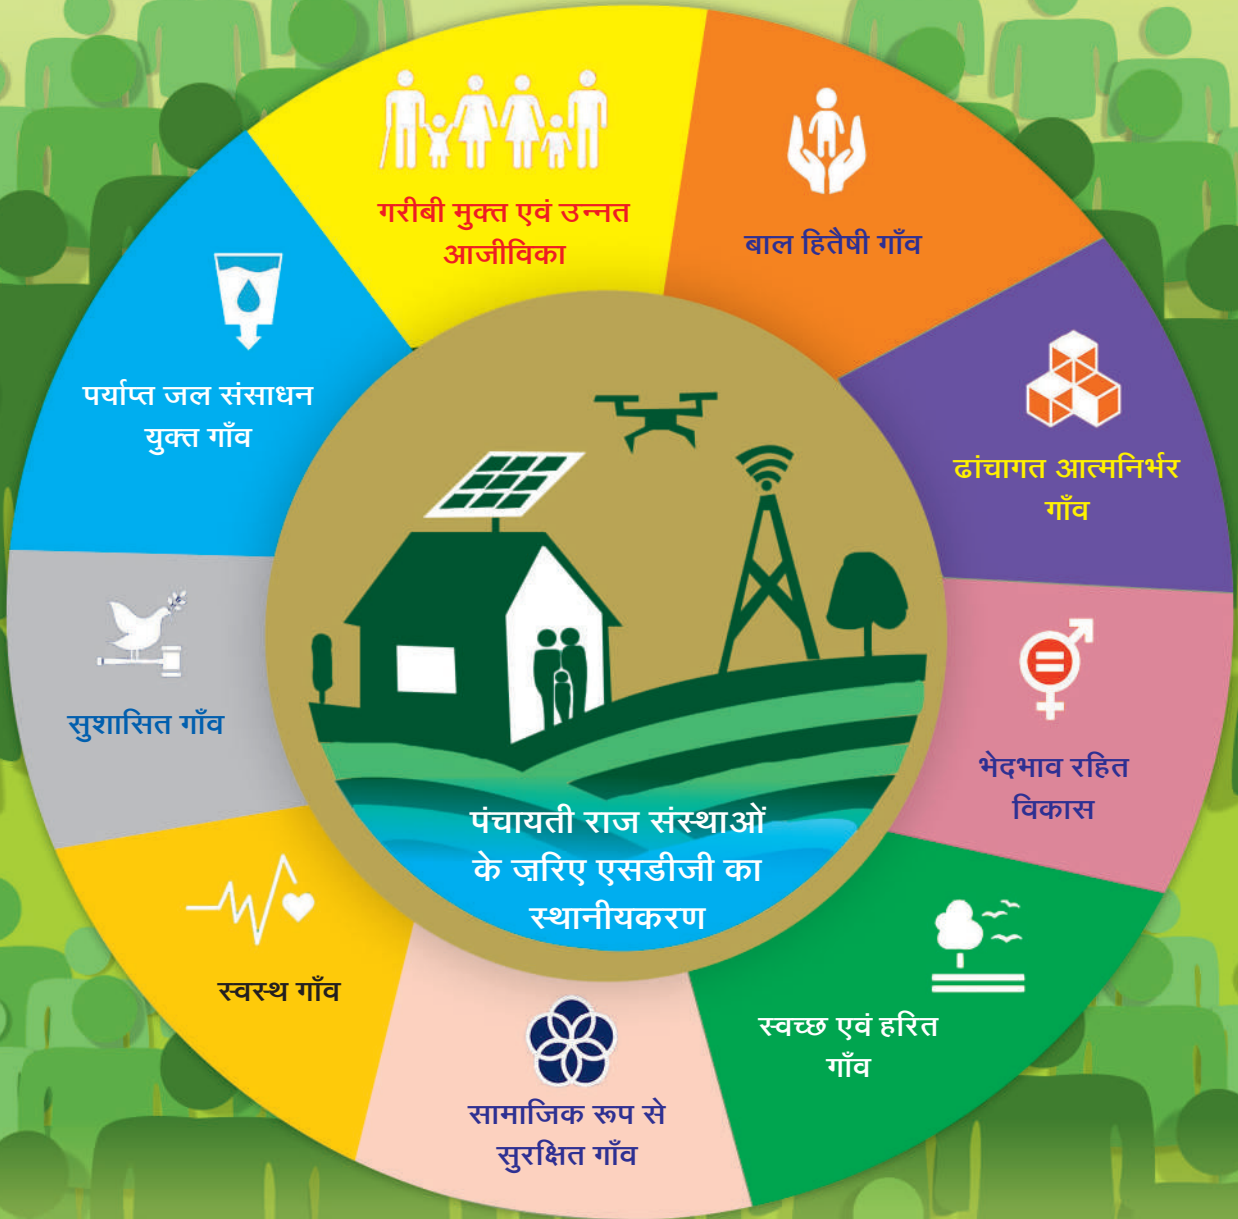 गरीबी मुक्त एवं उन्नत
आजीविका
बाल हितैषी गाँव
ढांचागत आत्मनिर्भर
गाँव
भेदभाव रहित
विकास
स्वच्छ एवं हरित
गाँव
सामाजिक रूप से
सुरक्षित गाँव
स्वस्थ गाँव
सुशासित गाँव
पर्याप्त जल संसाधन
युक्त गाँव
पंचायती राज संस्थाओं
के ज़रिए एसडीजी का
स्थानीयकरण